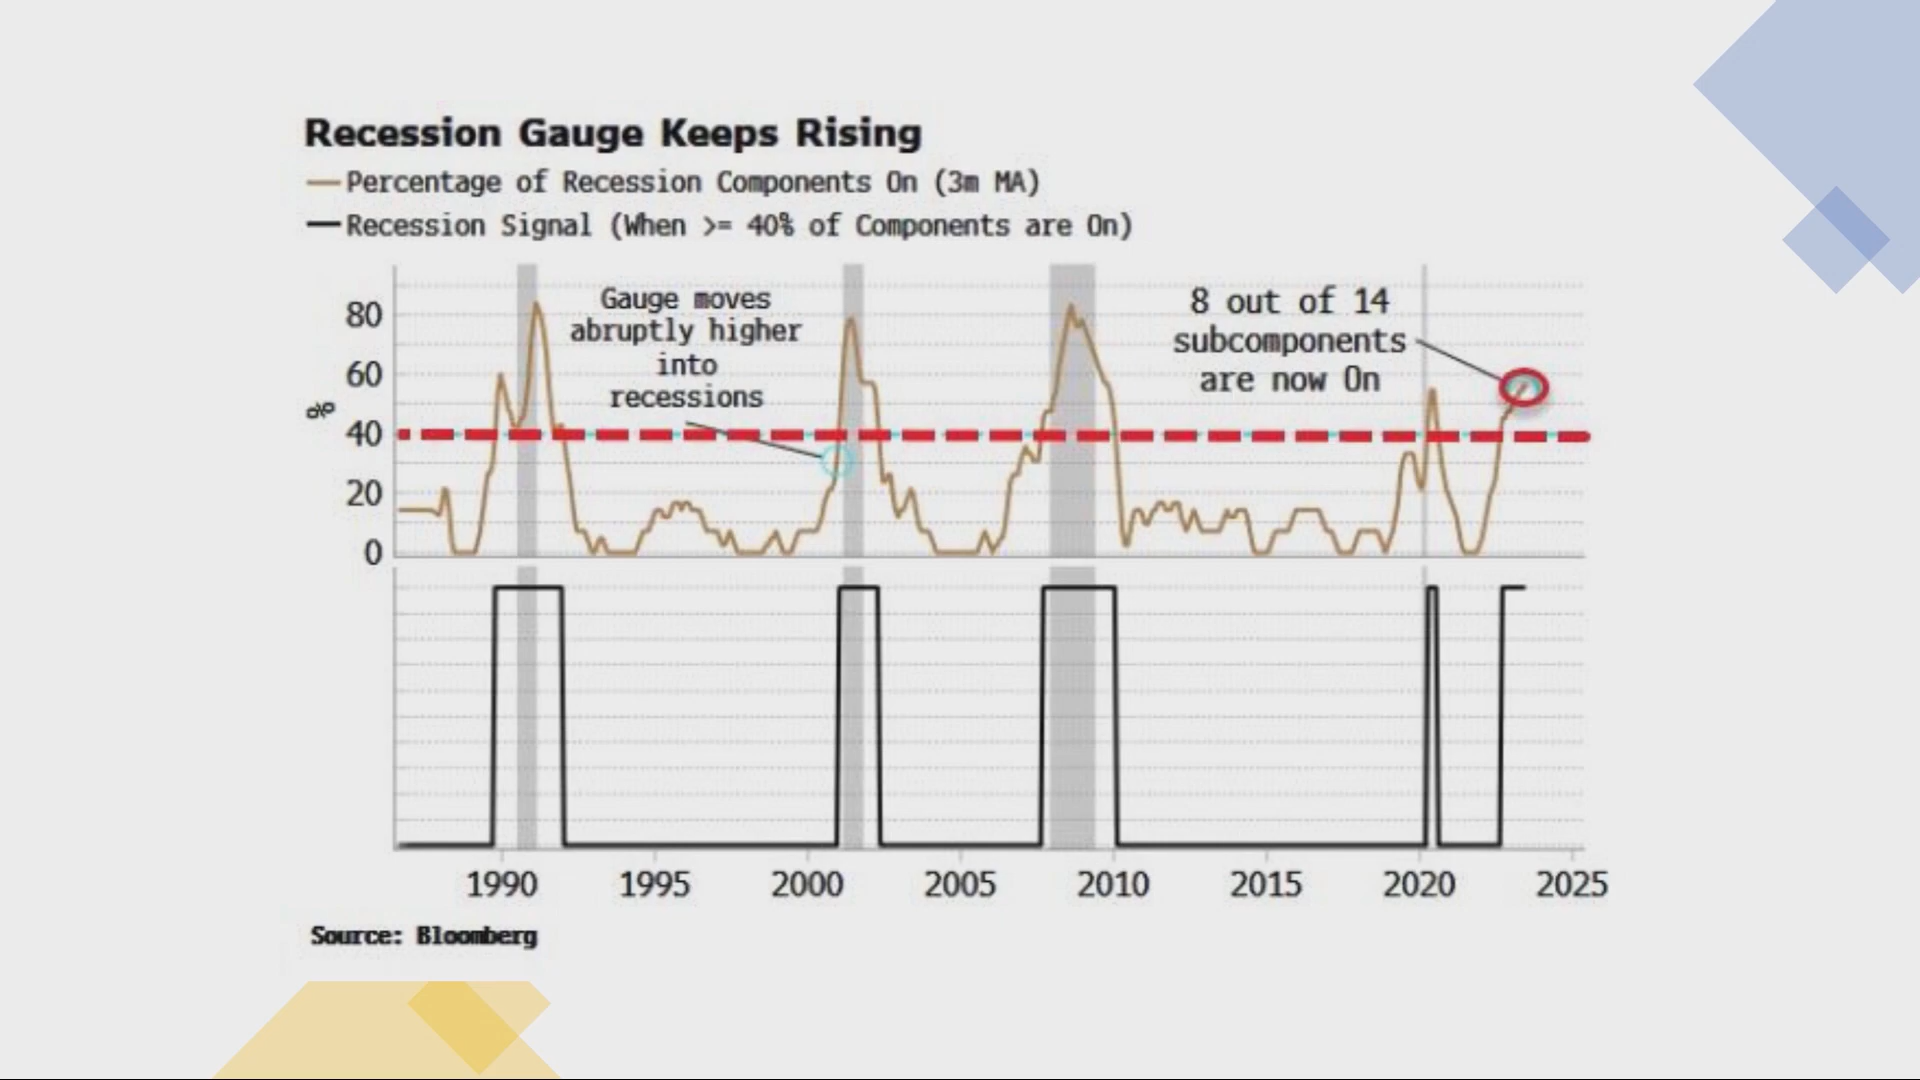 Recession Gauge Keeps Rising
Percentage of Recession Components On (3m MA)
Recession Signal (When >= 40% of Components are On)
Gauge moves
abruptly higher
into
recessions
8 out of 14
subcomponents
are now On
%
80
60
40
20
0
1990 1995 2000 2005 2010 2015 2020 2025
Source: Bloomberg